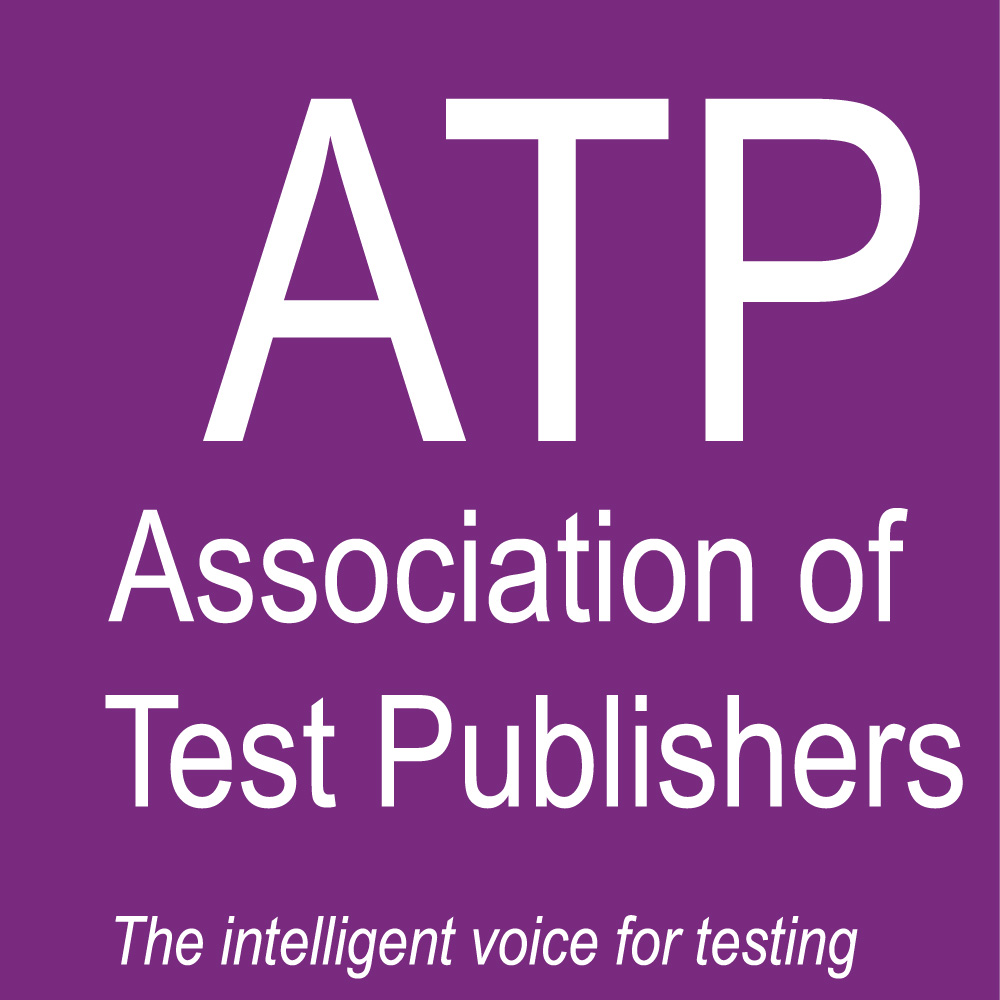 ATP
Association of
Test Publishers
The intelligent voice for testing